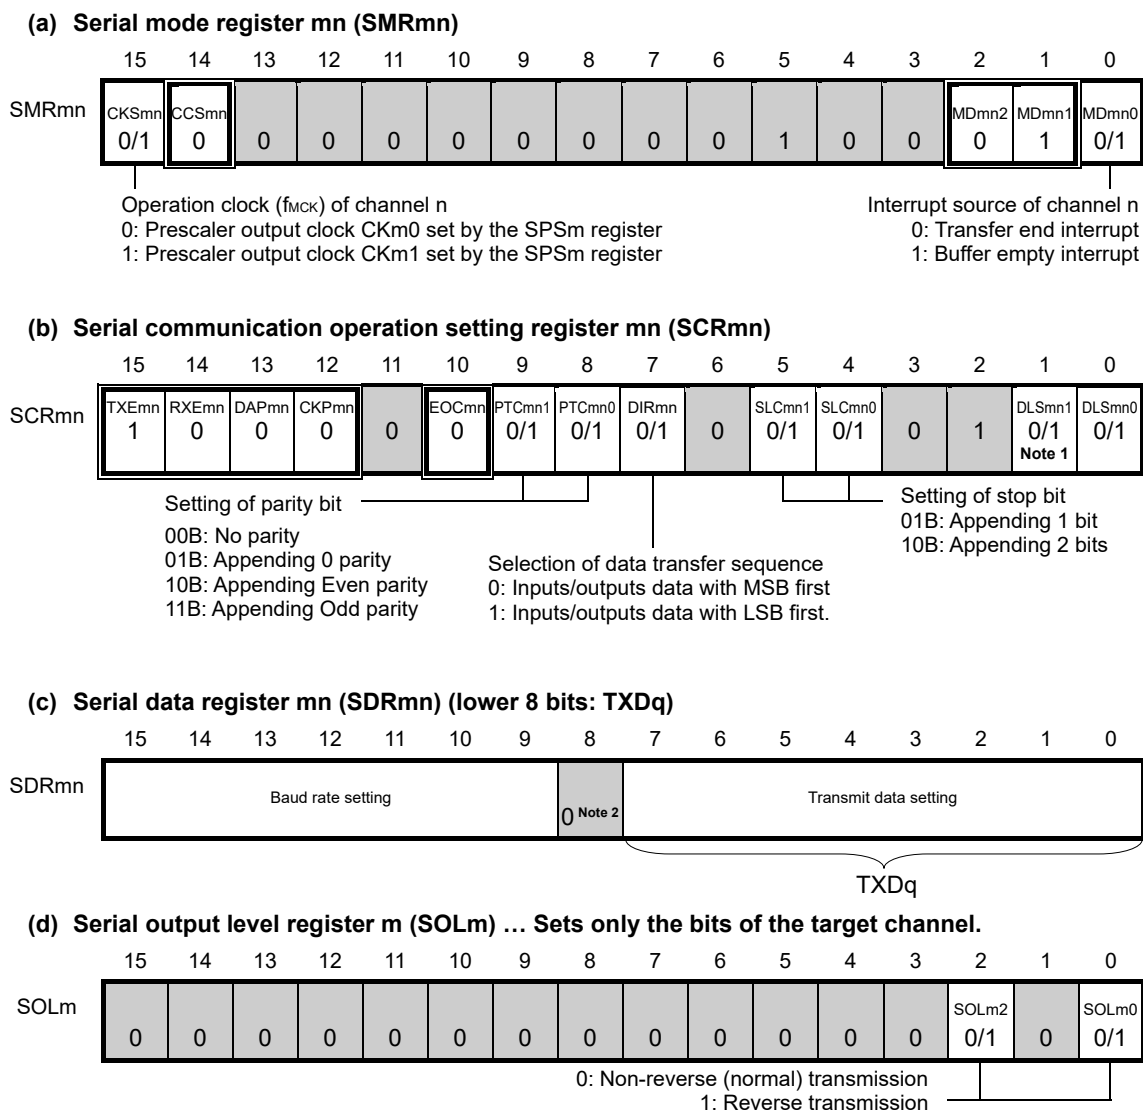 (a) Serial mode register mn (SMRmn)
15 14 13 12 11 10 9 8 7 6 5 4 3 2 1 0
SMRmn
CKSmn CCSmn MDmn2 MDmn1 MDmn0
0/1 0 0 0 0 0 0 0 0 0 1 0 0 0 1 0/1
Operation clock (fMCK) of channel n
0: Prescaler output clock CKm0 set by the SPSm register
1: Prescaler output clock CKm1 set by the SPSm register
Interrupt source of channel n
0: Transfer end interrupt
1: Buffer empty interrupt
(b) Serial communication operation setting register mn (SCRmn)
15 14 13 12 11 10 9 8 7 6 5 4 3 2 1 0
SCRmn
TXEmn RXEmn DAPmn CKPmn EOCmn PTCmn1 PTCmn0 DIRmn SLCmn1 SLCmn0 DLSmn1 DLSmn0
1 0 0 0 0 0 0/1 0/1 0/1 0 0/1 0/1 0 1 0/1 0/1
Note 1
Setting of parity bit
00B: No parity
01B: Appending 0 parity
10B: Appending Even parity
11B: Appending Odd parity
Selection of data transfer sequence
0: Inputs/outputs data with MSB first
1: Inputs/outputs data with LSB first.
Setting of stop bit
01B: Appending 1 bit
10B: Appending 2 bits
(c) Serial data register mn (SDRmn) (lower 8 bits: TXDq)
15 14 13 12 11 10 9 8 7 6 5 4 3 2 1 0
SDRmn
Baud rate setting
0 Note 2
Transmit data setting
TXDq
(d) Serial output level register m (SOLm) … Sets only the bits of the target channel.
15 14 13 12 11 10 9 8 7 6 5 4 3 2 1 0
SOLm
SOLm2 SOLm0
0 0 0 0 0 0 0 0 0 0 0 0 0 0/1 0 0/1
0: Non-reverse (normal) transmission
1: Reverse transmission